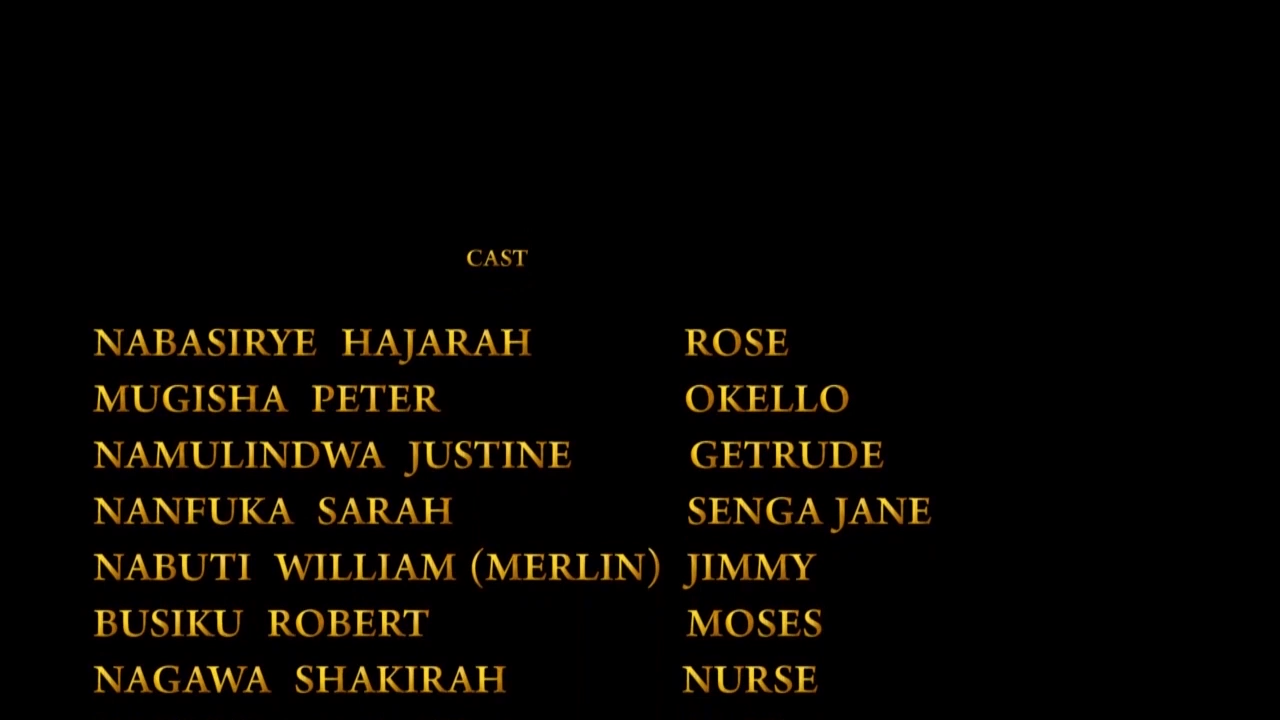 CAST
NABASIRYE HAJARAH ROSE
MUGISHA PETER OKELLO
NAMULINDWA JUSTINE GETRUDE
NANFUKA SARAH SENGA JANE
NABUTI WILLIAM (MERLIN) JIMMY
BUSIKU ROBERT MOSES
NAGAWA SHAKIRAH NURSE